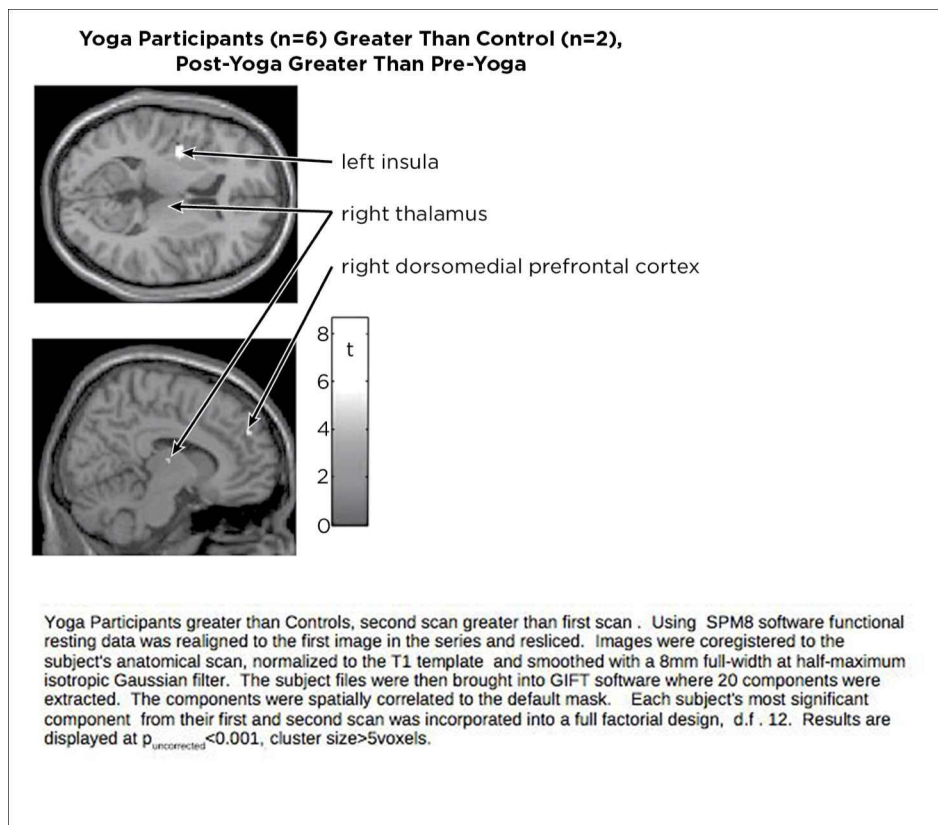 Yoga Participants (n=6) Greater Than Control (n=2),
Post-Yoga Greater Than Pre-Yoga
left insula
right thalamus
right dorsomedial prefrontal cortex
8
t
6
4
2
0
Yoga Participants greater than Controls, second scan greater than first scan . Using SPM8 software functional
resting data was realigned to the first image in the series and resliced. Images were coregistered to the
subject's anatomical scan, normalized to the T1 template and smoothed with a 8mm full-width at half-maximum
isotropic Gaussian filter. The subject files were then brought into GIFT software where 20 components were
extracted. The components were spatially correlated to the default mask. Each subject's most significant
component from their first and second scan was incorporated into a full factorial design, d.f . 12. Results are
displayed at p uncorrected<0.001, cluster size>5voxels.